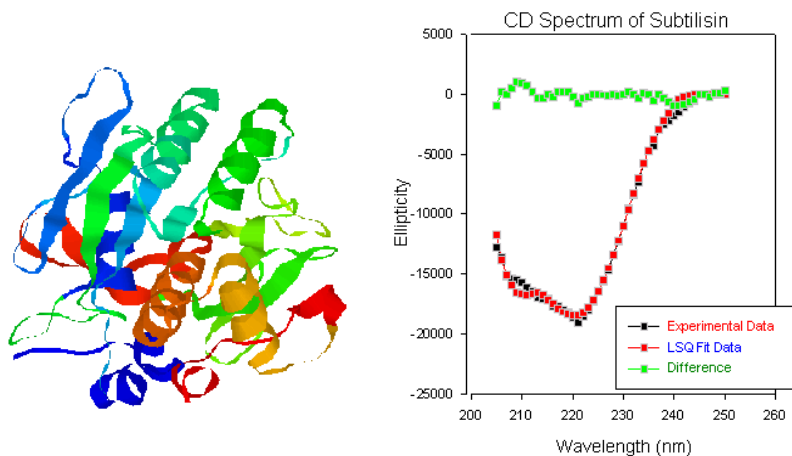 CD Spectrum of Subtilisin
5000
0
-5000
-10000
-15000
-20000
-25000
Ellipticity
Experimental Data
LSQ Fit Data
Difference
200 210 220 230 240 250 260
Wavelength (nm)